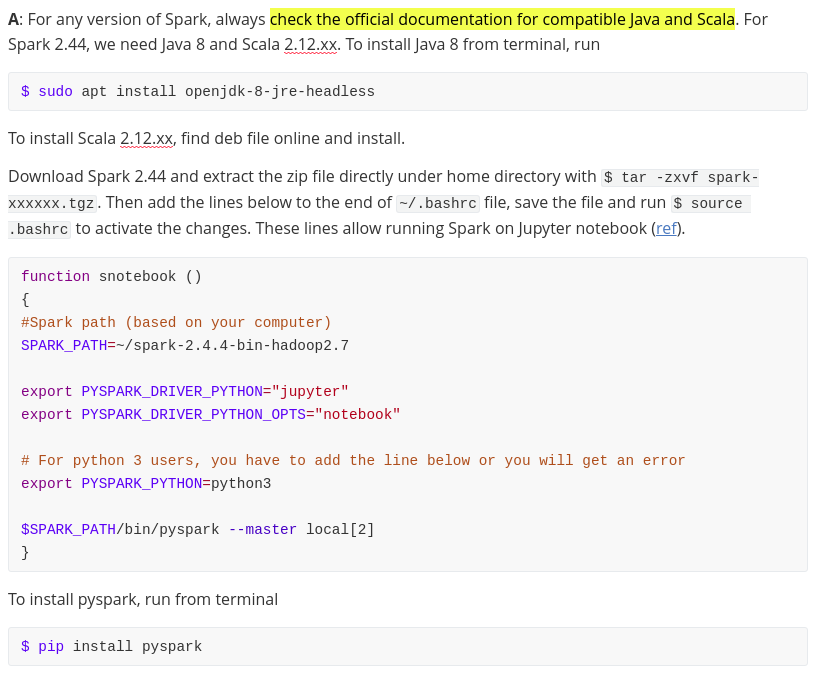 A: For any version of Spark, always check the official documentation for compatible Java and Scala. For
Spark 2.44, we need Java 8 and Scala 2.12.xx. To install Java 8 from terminal, run
$ sudo apt install openjdk-8-jre-headless
To install Scala 2.12.xx, find deb file online and install.
Download Spark 2.44 and extract the zip file directly under home directory with $ tar -zxvf spark-
xxxxxx.tgz. Then add the lines below to the end of ~/.bashrc file, save the file and run $ source
.bashrc to activate the changes. These lines allow running Spark on Jupyter notebook (ref).
function snotebook ()
{
#Spark path (based on your computer)
SPARK_PATH=~/spark-2.4.4-bin-hadoop2.7
export PYSPARK_DRIVER_PYTHON="jupyter"
export PYSPARK_DRIVER_PYTHON_OPTS="notebook"
# For python 3 users, you have to add the line below or you will get an error
export PYSPARK_PYTHON=python3
$SPARK_PATH/bin/pyspark --master local[2]
}
To install pyspark, run from terminal
$ pip install pyspark